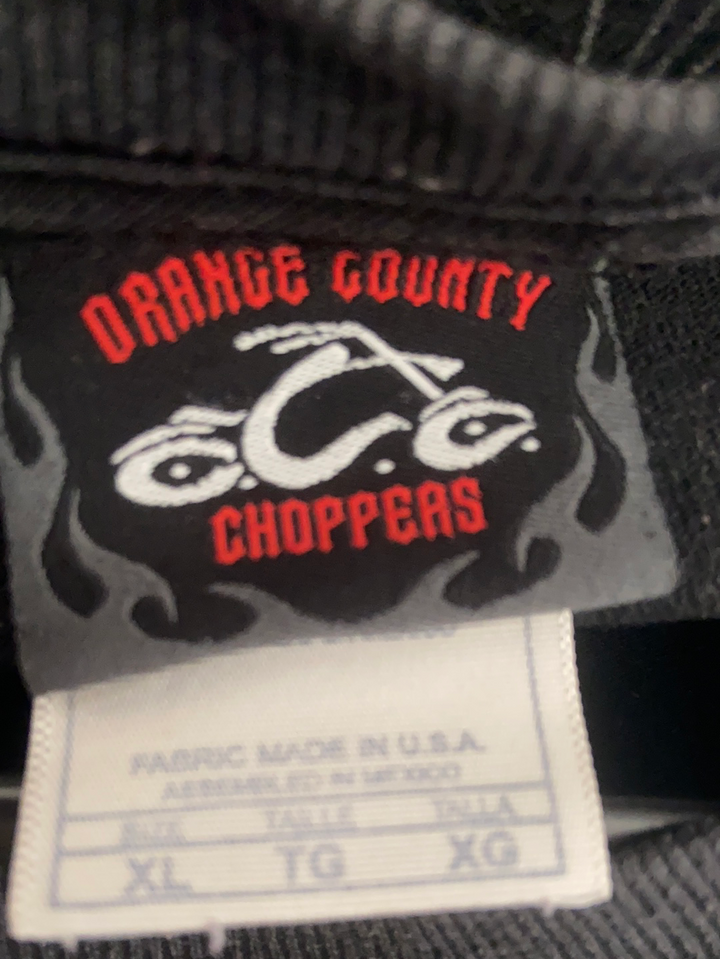 ORANGE COUNTY
CHOPPERS
FABRIC MADE IN U.S.A.
ASSEMBLED IN MEXICO
SIZE TAILLE TALLA
XL TG XG